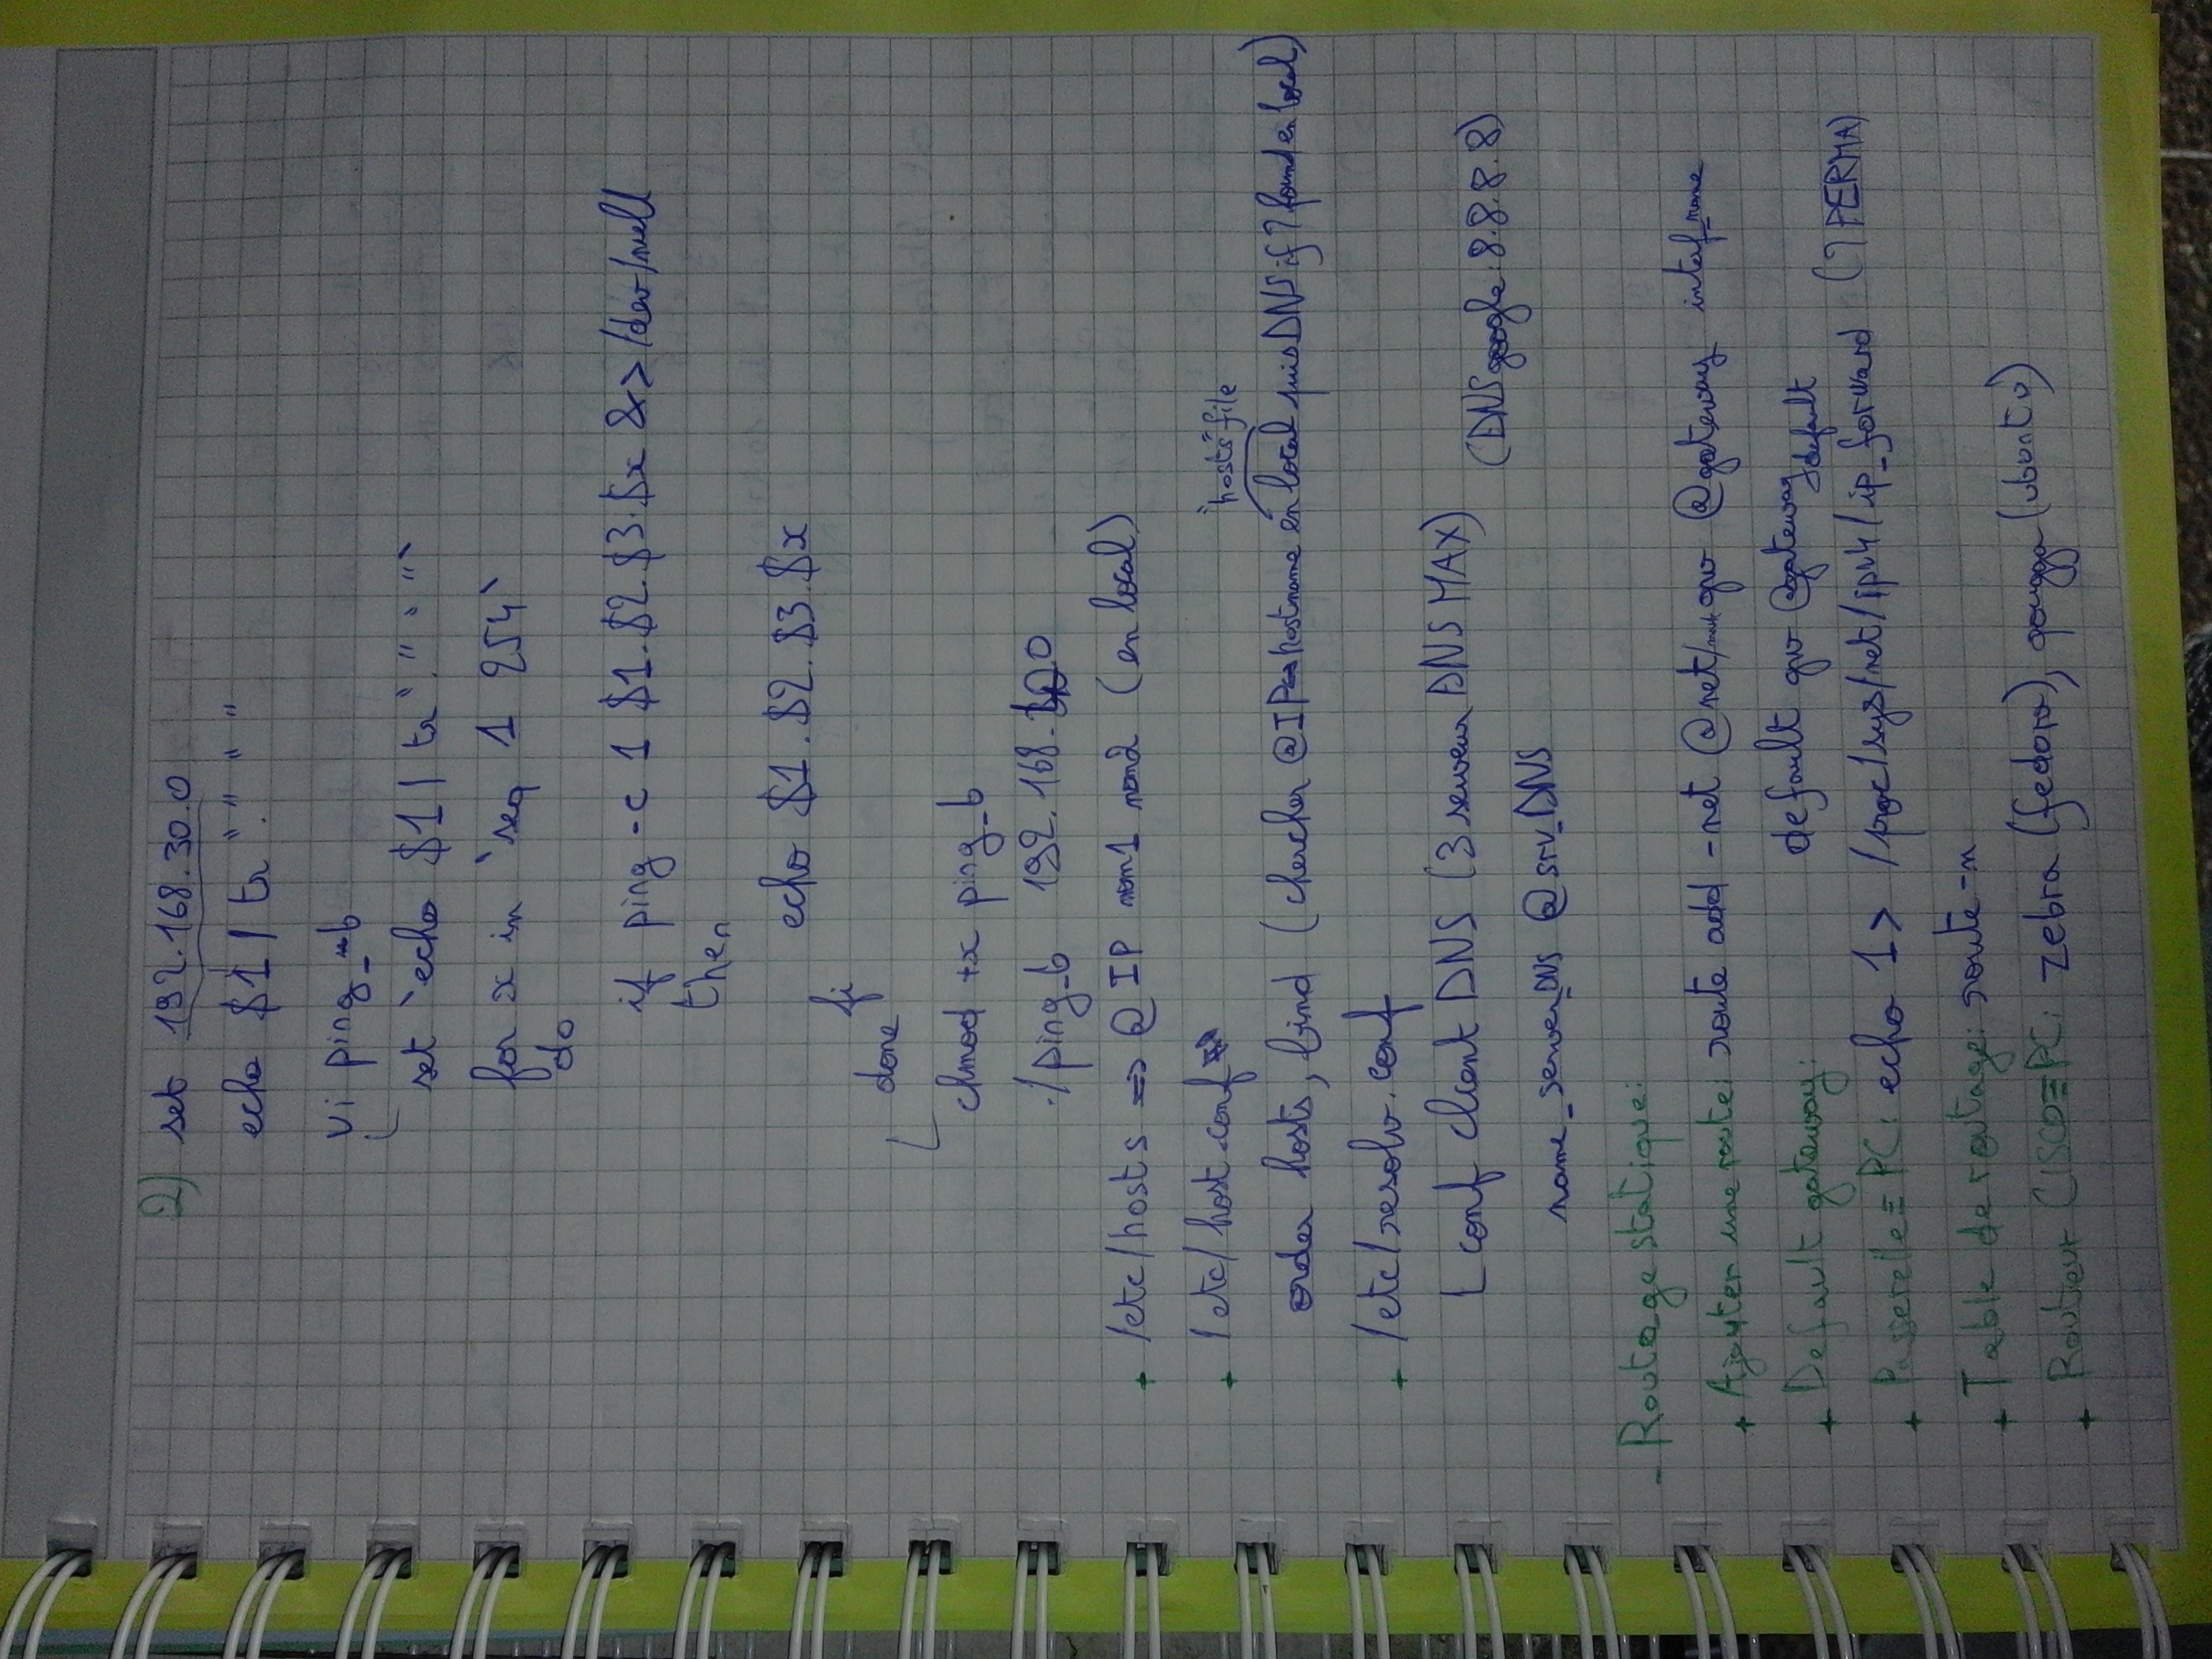 2) set 192.168.30.0
echo $1 | tr "." " "
vi ping_b
set `echo $1 | tr "." " "`
for x in `seq 1 254`
do
if ping -c 1 $1.$2.$3.$x &> /dev/null
then
echo $1.$2.$3.$x
fi
done
chmod +x ping_b
./ping_b 192.168.
+ /etc/hosts => @ IP nom1 nom2 (en local)
+ /etc/host.conf
"hosts" file
order hosts, bind (chercher @IP<=>hostname en local puis DNS if ? found en local)
+ /etc/resolv.conf
conf client DNS (3 serveur DNS MAX)
(DNS google: 8.8.8.8)
name_server_DNS @srv_DNS
- Routage statique:
+ Ajouter une route: route add -net @net/mask gw @gateway interf_name
+ Default gateway: default gw @gateway_default
+ Passerelle ≡ PC: echo 1 > /proc/sys/net/ipv4/ip_forward (? PERMA)
+ Table de routage: route -n
+ Routeur CISCO ≡ PC: zebra (fedora), qougga (ubuntu)